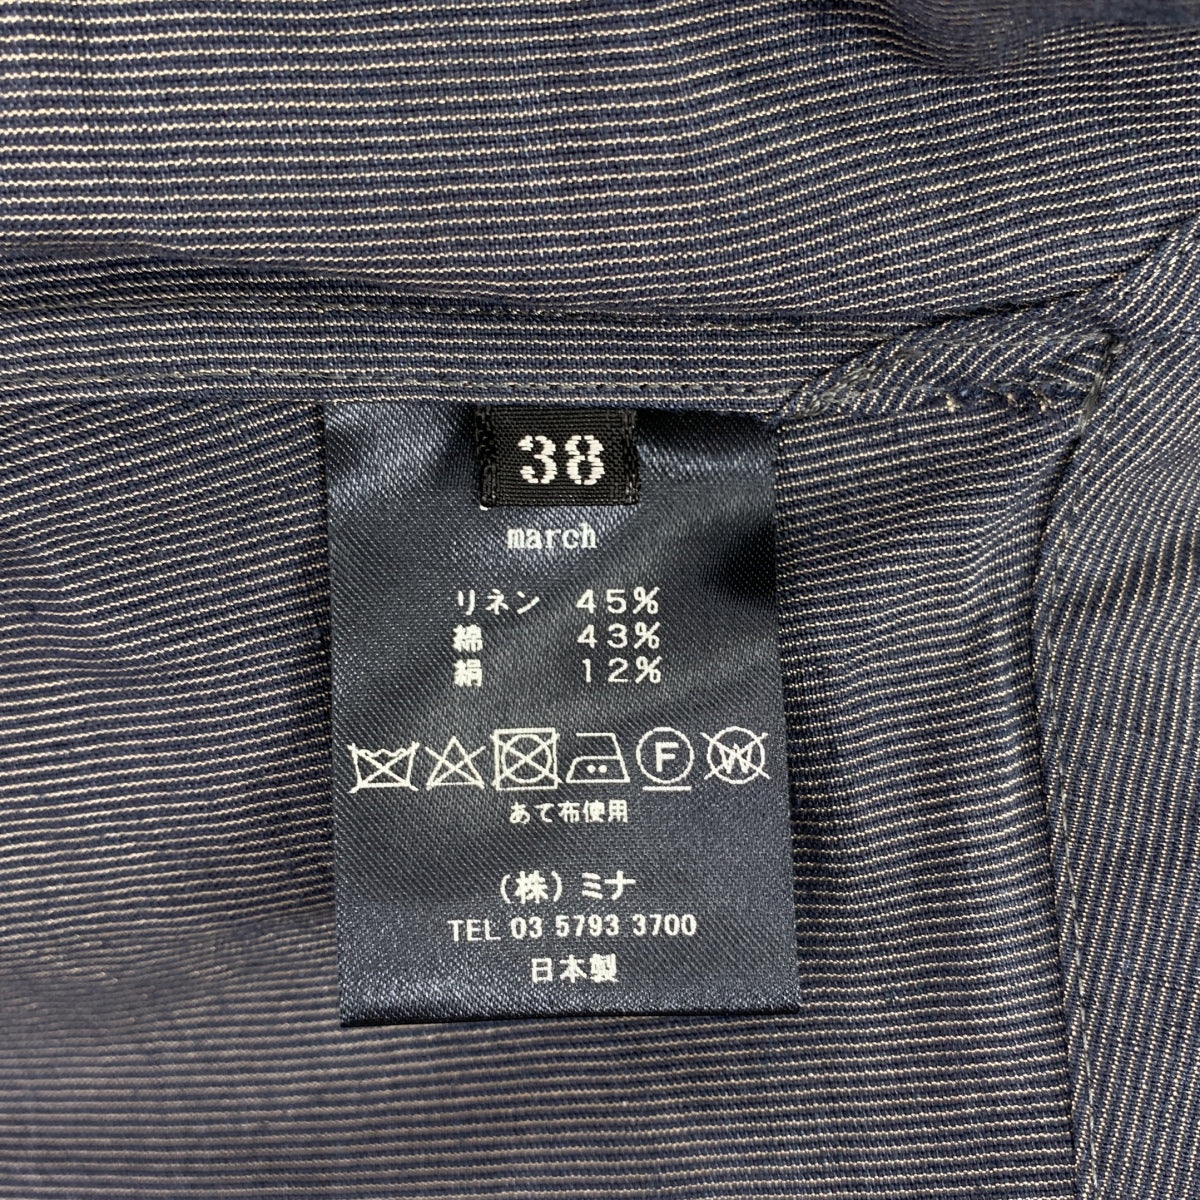 38
march
リネン 45%
綿 43%
絹 12%
F W
あて布使用
(株)ミナ
TEL 03 5793 3700
日本製